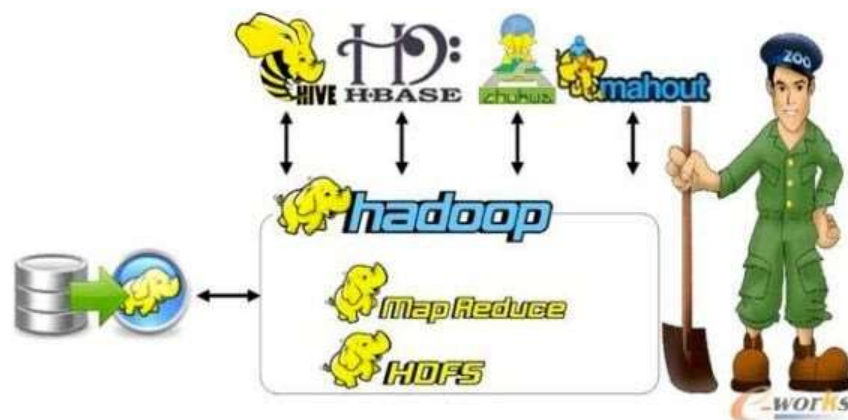 HIVE
H·BASE
chukwa
mahout
ZOO
hadoop
Map Reduce
HDFS
e-works